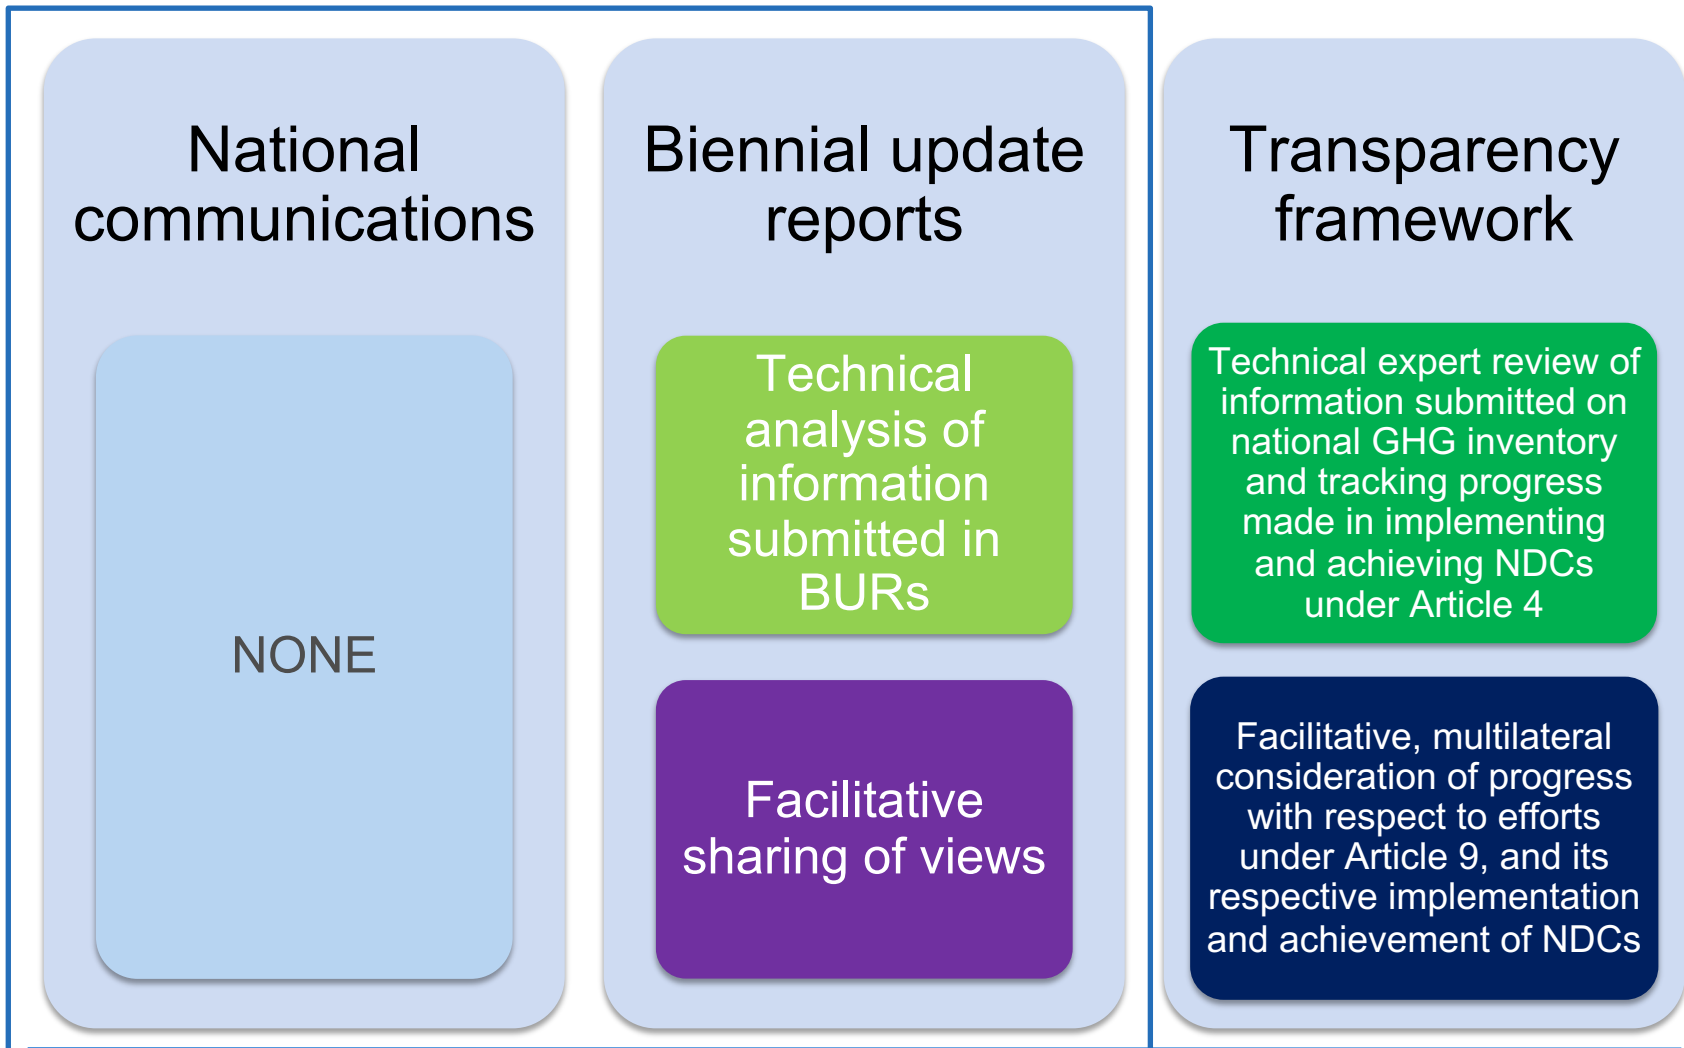 National
communications
NONE
Biennial update
reports
Technical
analysis of
information
submitted in
BURs
Facilitative
sharing of views
Transparency
framework
Technical expert review of
information submitted on
national GHG inventory
and tracking progress
made in implementing
and achieving NDCs
under Article 4
Facilitative, multilateral
consideration of progress
with respect to efforts
under Article 9, and its
respective implementation
and achievement of NDCs